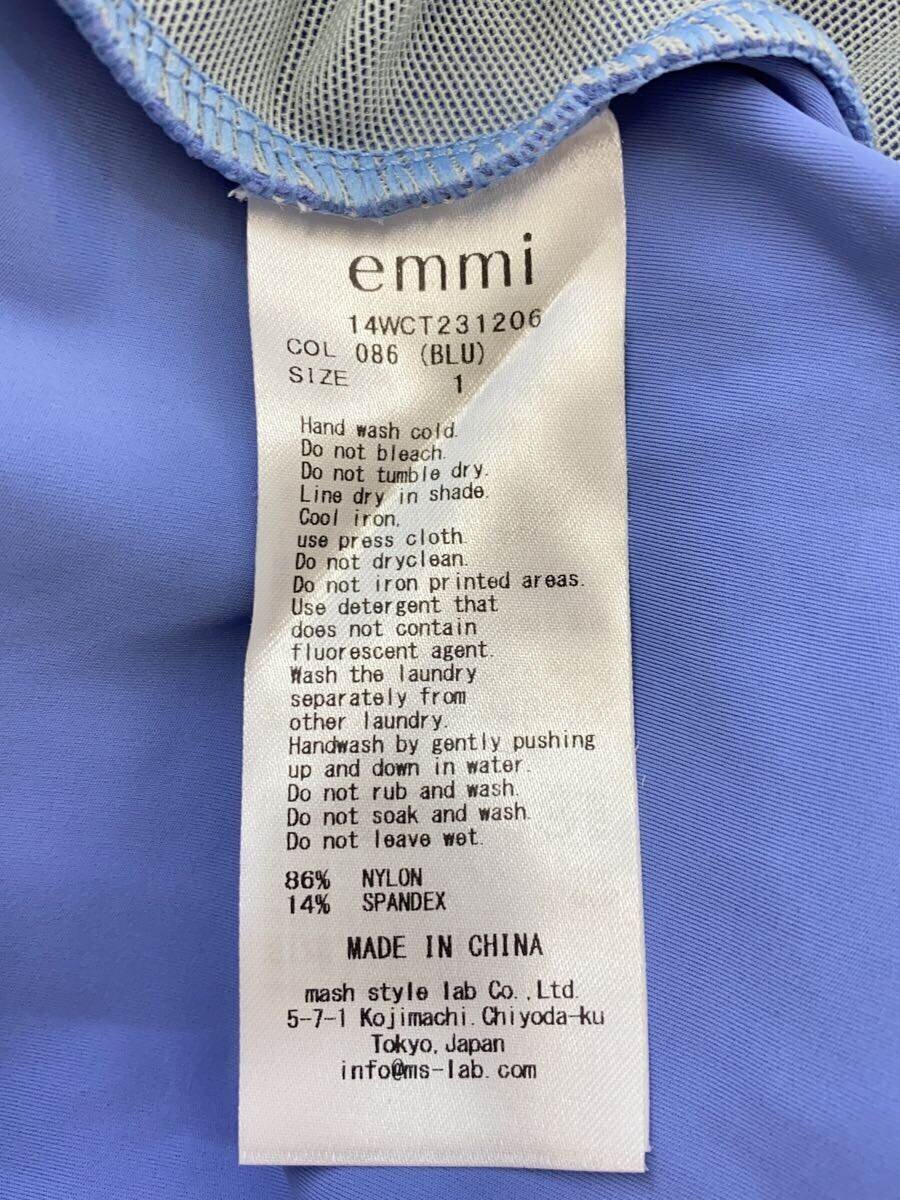 emmi
14WCT231206
COL 086 (BLU)
SIZE 1
Hand wash cold.
Do not bleach.
Do not tumble dry.
Line dry in shade.
Cool iron,
use press cloth.
Do not dryclean.
Do not iron printed areas.
Use detergent that
does not contain
fluorescent agent.
Wash the laundry
separately from
other laundry.
Handwash by gently pushing
up and down in water.
Do not rub and wash.
Do not soak and wash.
Do not leave wet.
86% NYLON
14% SPANDEX
MADE IN CHINA
mash style lab Co.,Ltd.
5-7-1 Kojimachi.Chiyoda-ku
Tokyo,Japan
info@ms-lab.com